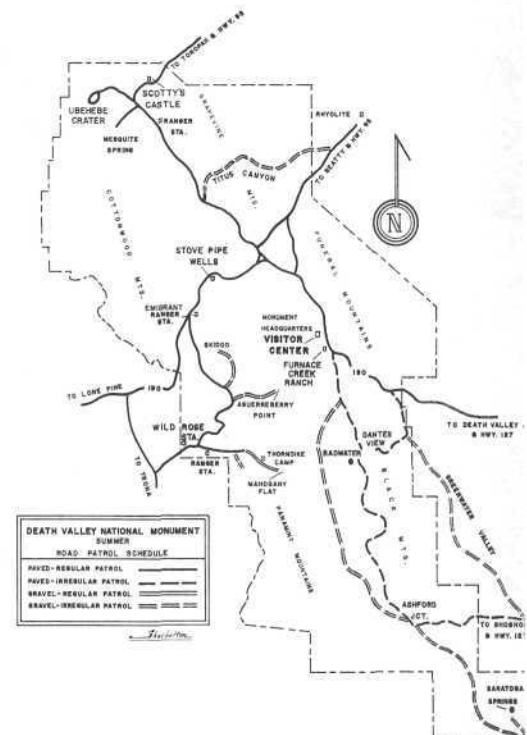 TO TONOPAH & HWY. 95
SCOTTY'S
CASTLE
UBEHEBE
CRATER
RANGER
STA.
GRAPEVINE
MESQUITE
SPRING
RHYOLITE
TO BEATTY & HWY. 95
TITUS CANYON
MTS.
COTTONWOOD
MTS.
N
STOVE PIPE
WELLS
FUNERAL MOUNTAINS
EMIGRANT
RANGER
STA.
MONUMENT
HEADQUARTERS
VISITOR
CENTER
SKIDOO
FURNACE
CREEK
RANCH
TO LONE PINE
190
190
AGUEREBERRY
POINT
TO DEATH VALLEY
& HWY. 127
WILD ROSE
STA.
DANTES
VIEW
BADWATER
TO TRONA
RANGER
STA.
THORNDIKE
CAMP
MAHOGANY
FLAT
GREENWATER VALLEY
BLACK MTS.
PANAMINT MOUNTAINS
DEATH VALLEY NATIONAL MONUMENT
SUMMER
ROAD PATROL SCHEDULE
PAVED-REGULAR PATROL
PAVED-IRREGULAR PATROL
GRAVEL-REGULAR PATROL
GRAVEL-IRREGULAR PATROL
ASHFORD
JCT.
TO SHOSHO
& HWY. 127
SARATOGA
SPRINGS